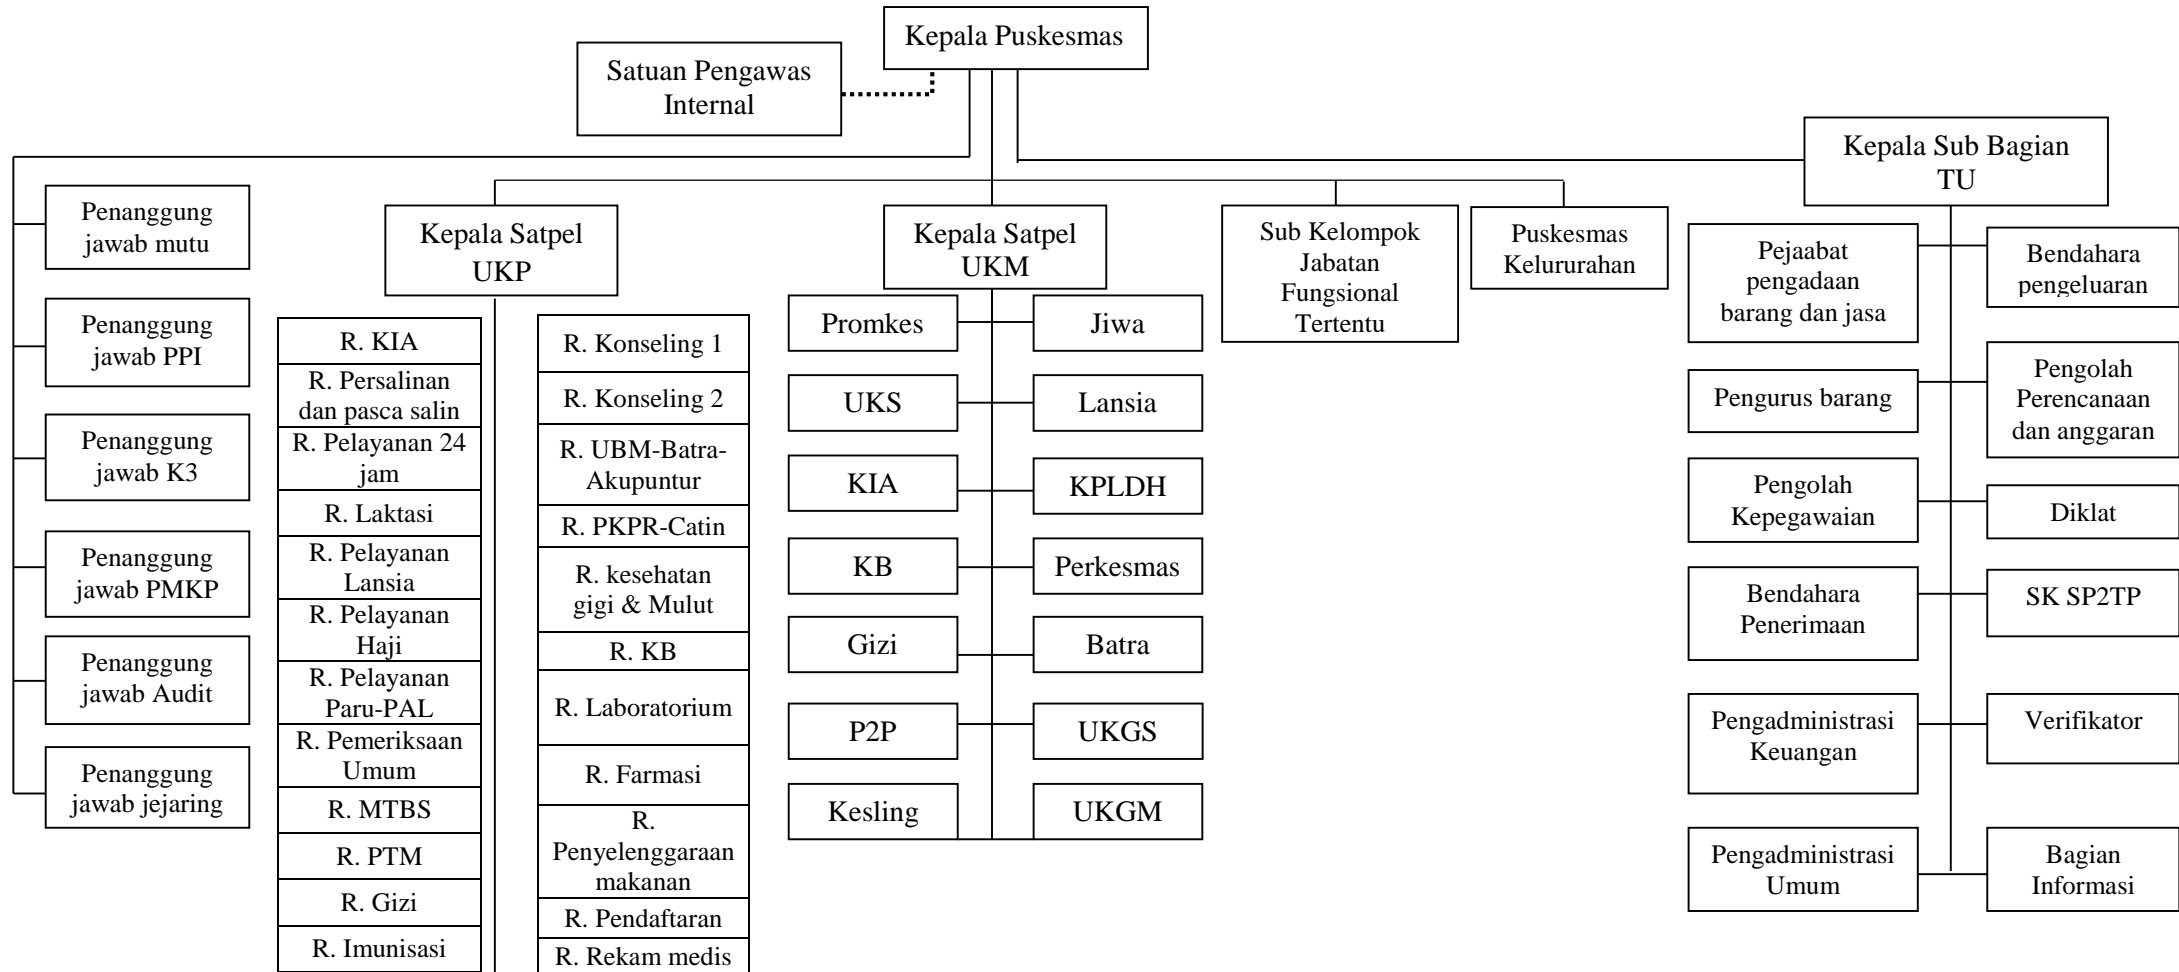 Kepala Puskesmas
Satuan Pengawas
Internal
Kepala Sub Bagian
TU
Penanggung
jawab mutu
Penanggung
jawab PPI
Penanggung
jawab K3
Penanggung
jawab PMKP
Penanggung
jawab Audit
Penanggung
jawab jejaring
Kepala Satpel
UKP
R. KIA
R. Persalinan
dan pasca salin
R. Pelayanan 24
jam
R. Laktasi
R. Pelayanan
Lansia
R. Pelayanan
Haji
R. Pelayanan
Paru-PAL
R. Pemeriksaan
Umum
R. MTBS
R. PTM
R. Gizi
R. Imunisasi
R. Konseling 1
R. Konseling 2
R. UBM-Batra-
Akupuntur
R. PKPR-Catin
R. kesehatan
gigi & Mulut
R. KB
R. Laboratorium
R. Farmasi
R.
Penyelenggaraan
makanan
R. Pendaftaran
R. Rekam medis
Kepala Satpel
UKM
Promkes
Jiwa
UKS
Lansia
KIA
KPLDH
KB
Perkesmas
Gizi
Batra
P2P
UKGS
Kesling
UKGM
Sub Kelompok
Jabatan
Fungsional
Tertentu
Puskesmas
Kelururahan
Pejaabat
pengadaan
barang dan jasa
Bendahara
pengeluaran
Pengurus barang
Pengolah
Perencanaan
dan anggaran
Pengolah
Kepegawaian
Diklat
Bendahara
Penerimaan
SK SP2TP
Pengadministrasi
Keuangan
Verifikator
Pengadministrasi
Umum
Bagian
Informasi